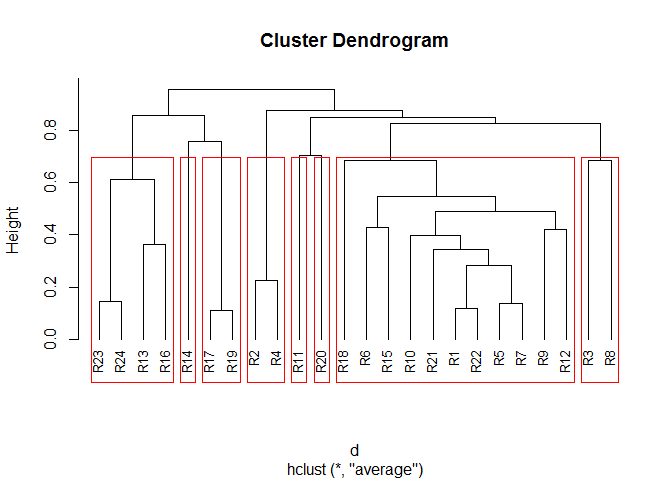 Cluster Dendrogram
Height
0.8
0.6
0.4
0.2
0.0
R23 R24 R13 R16 R14 R17 R19 R2 R4 R11 R20 R18 R6 R15 R10 R21 R1 R22 R5 R7 R9 R12 R3 R8
d
hclust (*, "average")